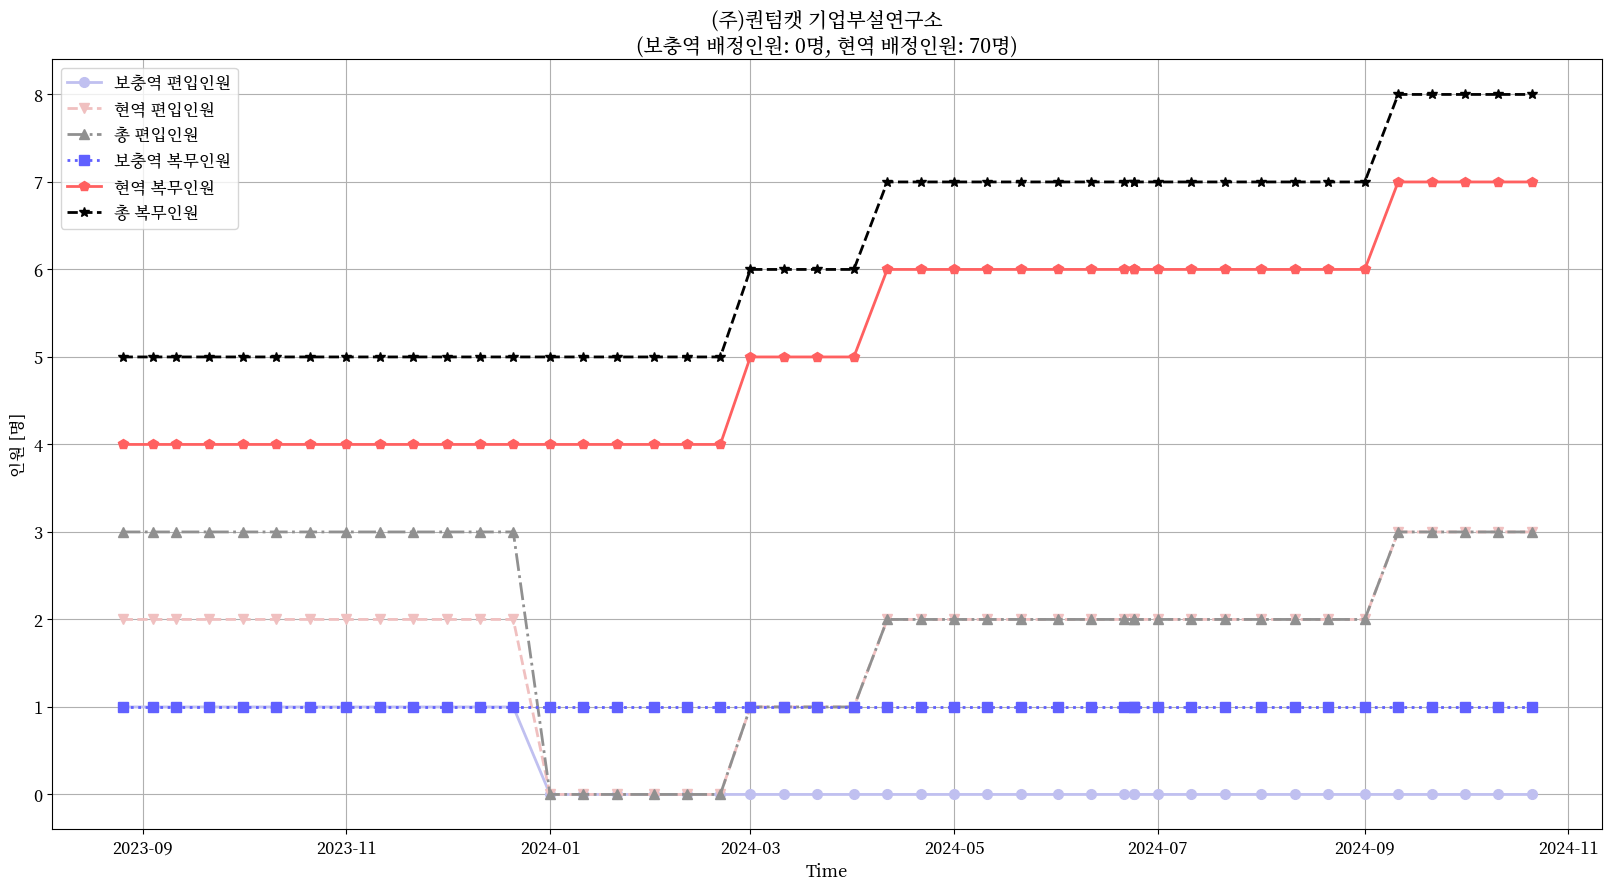 (주)퀀텀캣 기업부설연구소
(보충역 배정인원: 0명, 현역 배정인원: 70명)
보충역 편입인원
현역 편입인원
총 편입인원
보충역 복무인원
현역 복무인원
총 복무인원
인원 [명]
8
7
6
5
4
3
2
1
0
2023-09
2023-11
2024-01
2024-03
2024-05
2024-07
2024-09
2024-11
Time